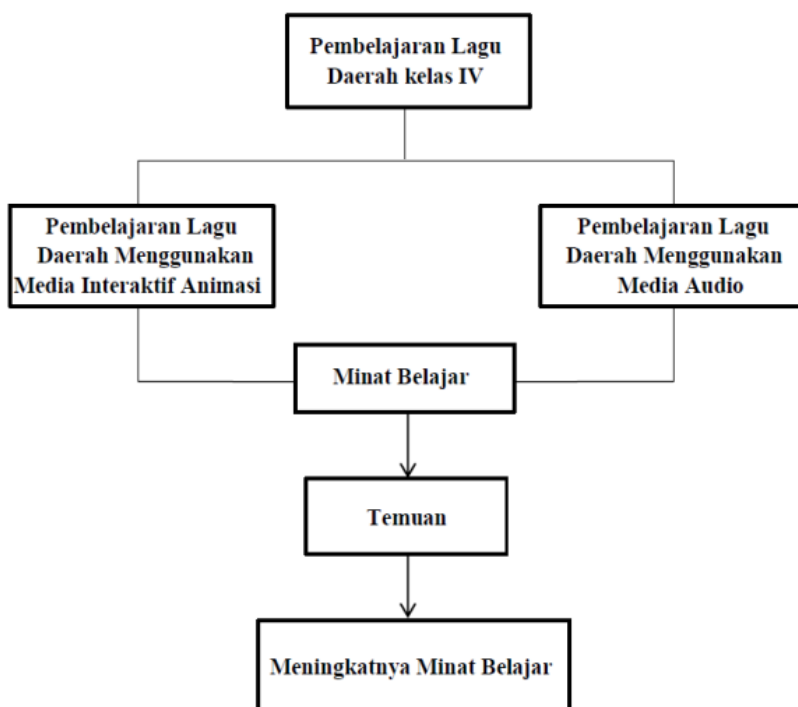 Pembelajaran Lagu
Daerah kelas IV
Pembelajaran Lagu
Daerah Menggunakan
Media Interaktif Animasi
Pembelajaran Lagu
Daerah Menggunakan
Media Audio
Minat Belajar
Temuan
Meningkatnya Minat Belajar